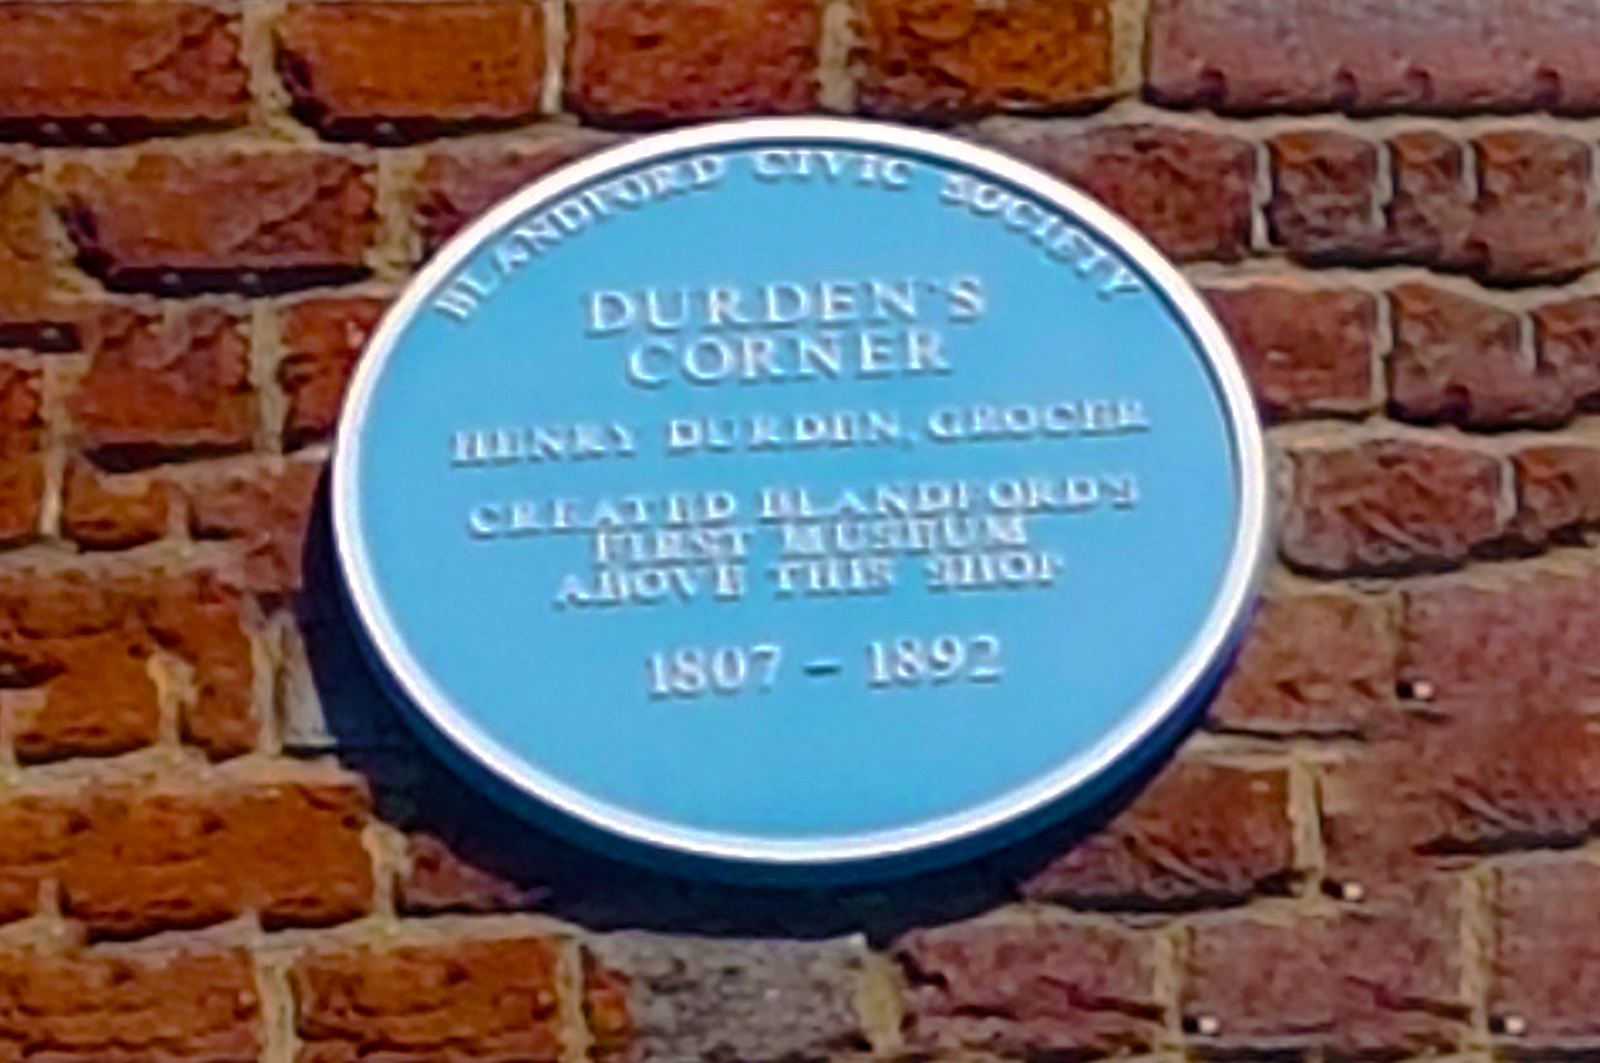 BLANDFORD CIVIC SOCIETY
DURDEN'S
CORNER
HENRY DURDEN, GROCER
CREATED BLANDFORD'S
FIRST MUSEUM
ABOVE THIS SHOP
1807 – 1892